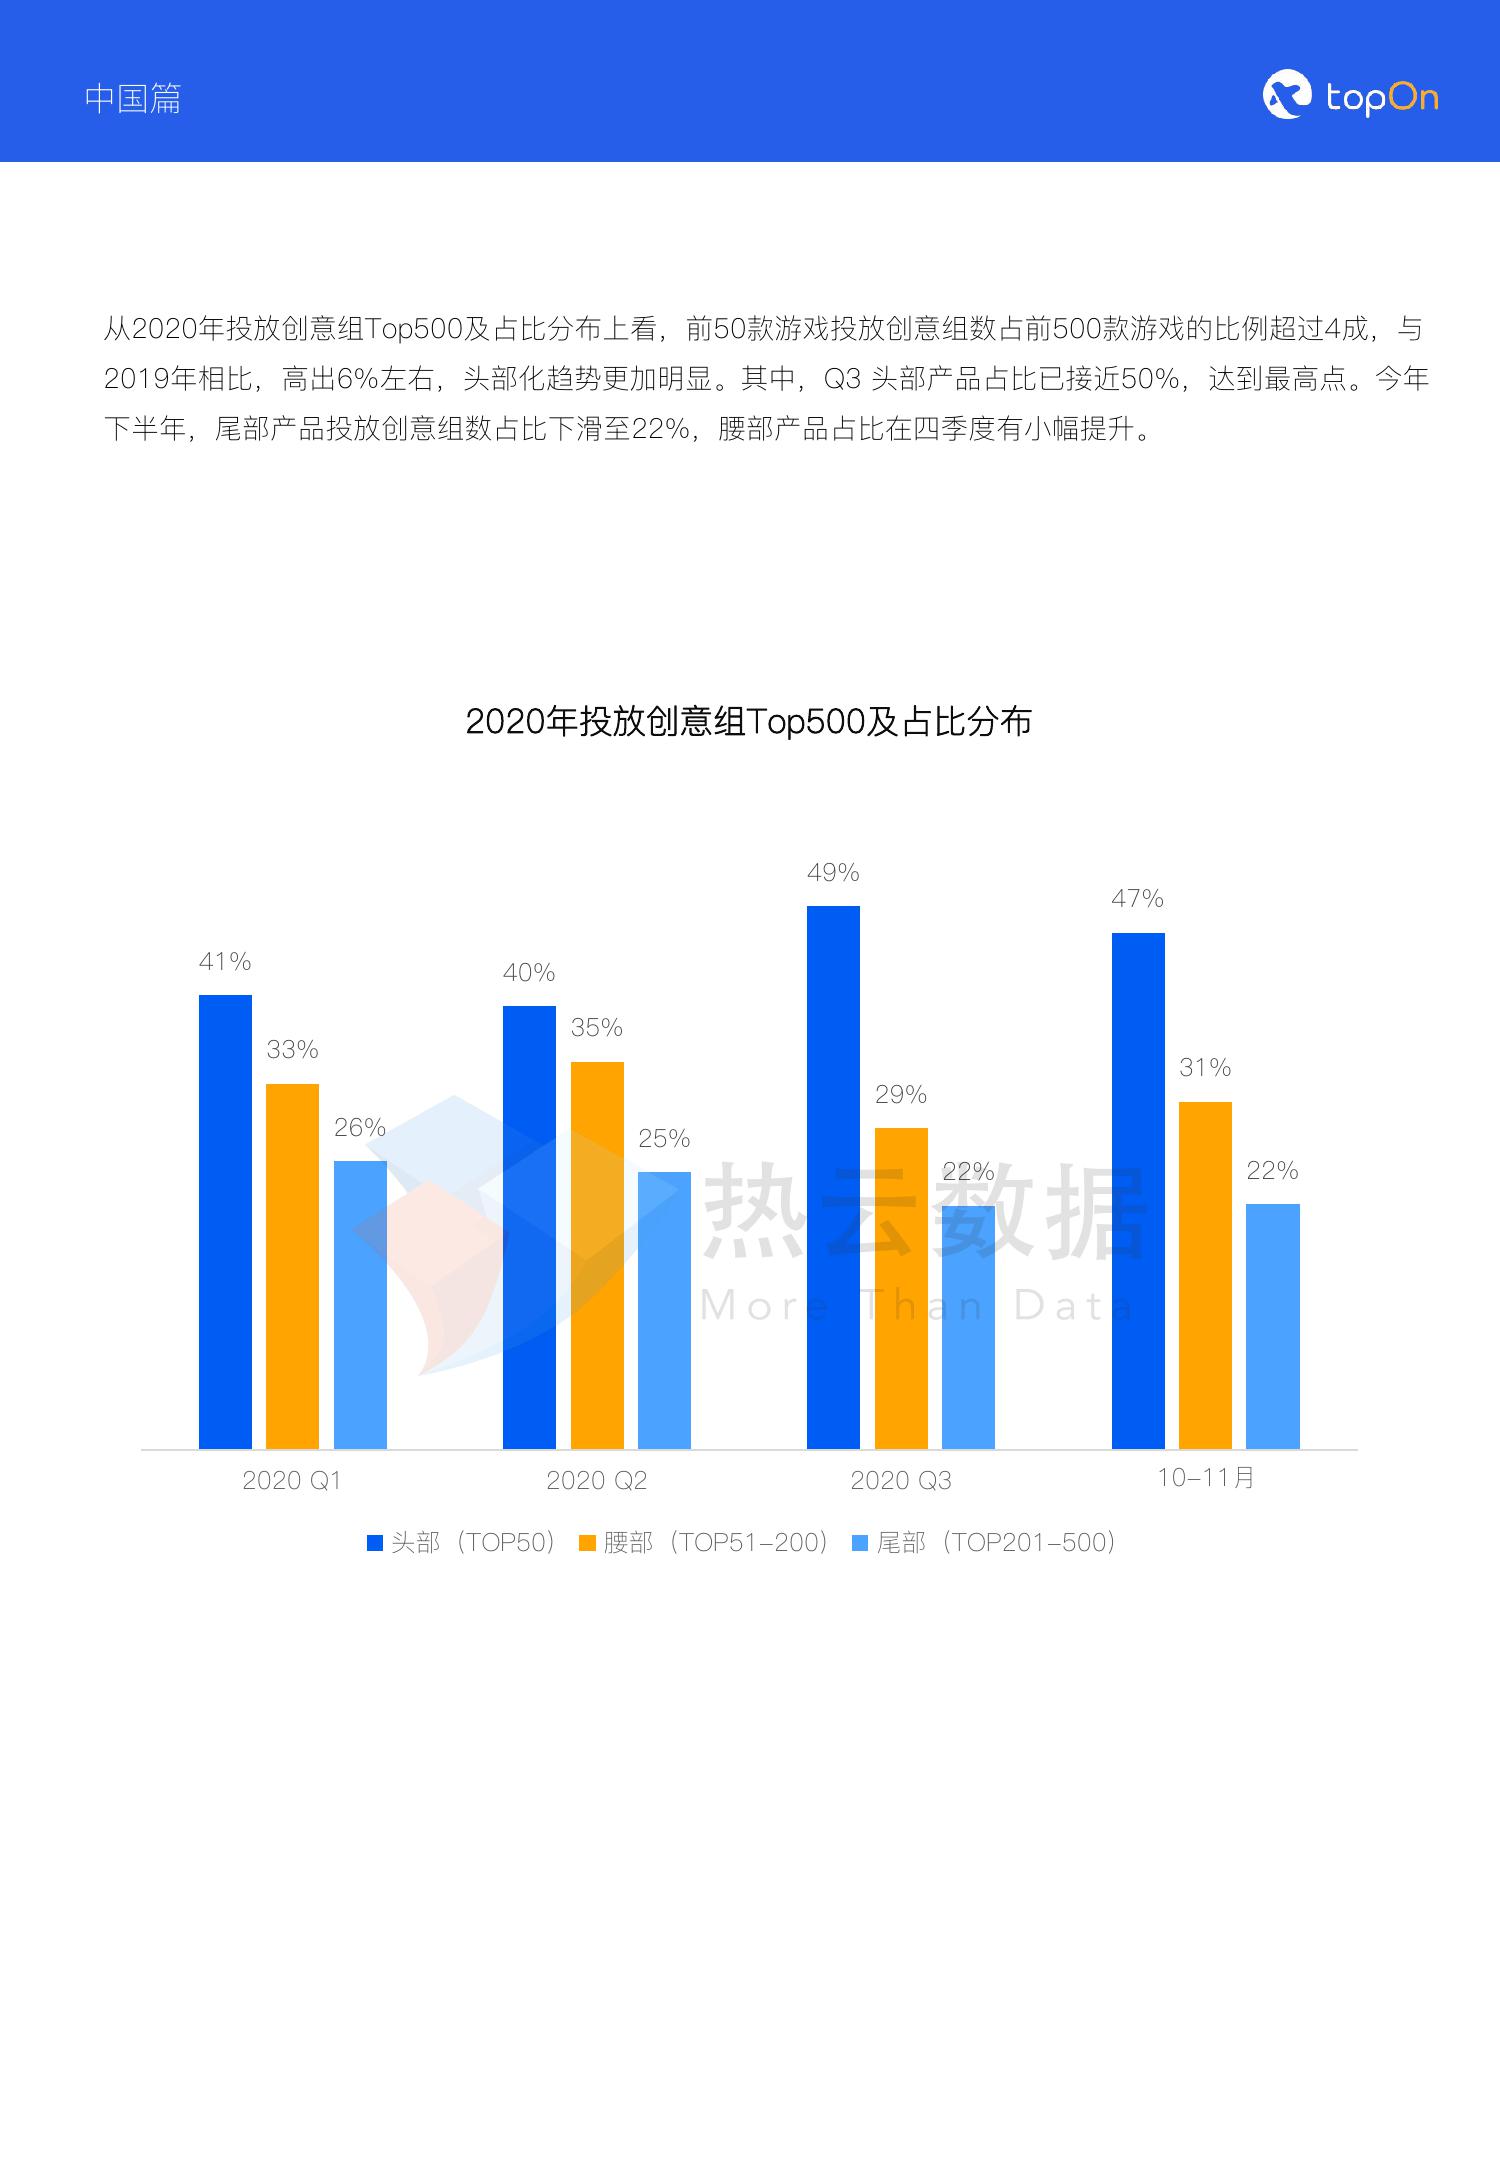 中国篇
topOn
从2020年投放创意组Top500及占比分布上看，前50款游戏投放创意组数占前500款游戏的比例超过4成，与
2019年相比，高出6%左右，头部化趋势更加明显。其中，Q3 头部产品占比已接近50%，达到最高点。今年
下半年，尾部产品投放创意组数占比下滑至22%，腰部产品占比在四季度有小幅提升。
2020年投放创意组Top500及占比分布
49%
47%
41%
40%
35%
33%
31%
29%
26%
25%
22%
22%
热云数据
More Than Data
2020 Q1
2020 Q2
2020 Q3
10–11月
头部（TOP50） 腰部（TOP51–200） 尾部（TOP201–500）